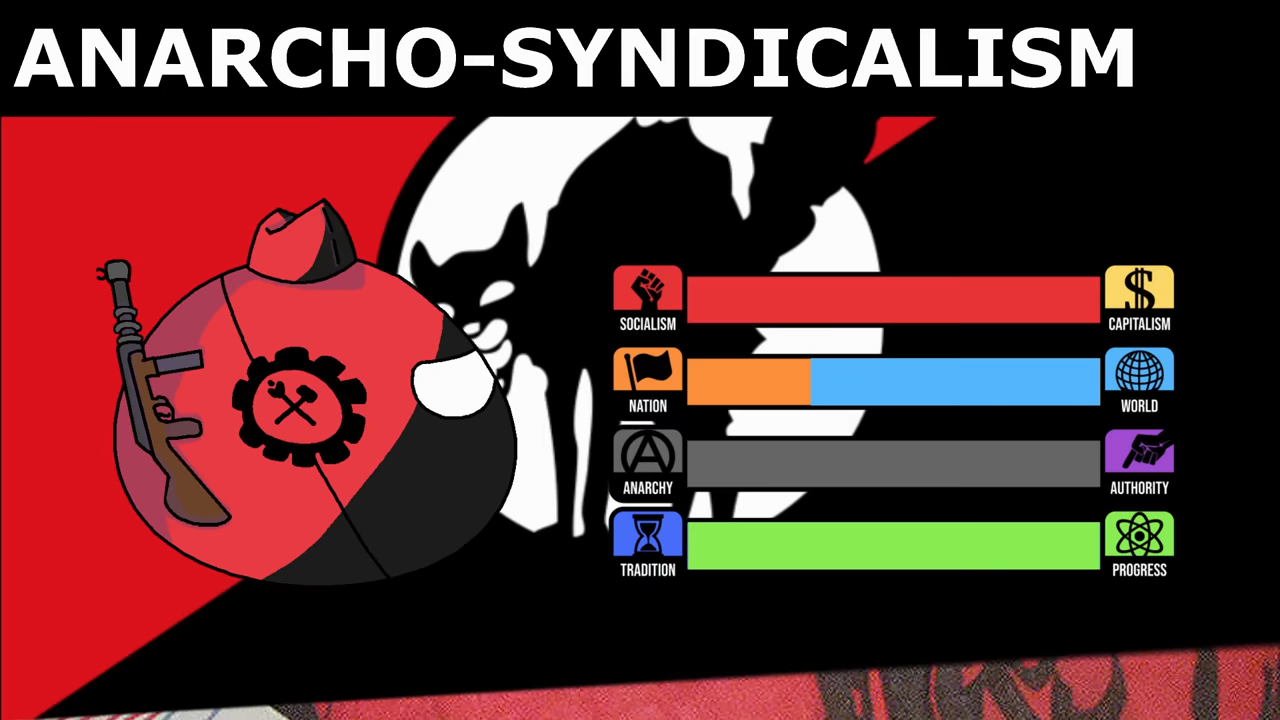 ANARCHO-SYNDICALISM
SOCIALISM
CAPITALISM
NATION
WORLD
ANARCHY
AUTHORITY
TRADITION
PROGRESS